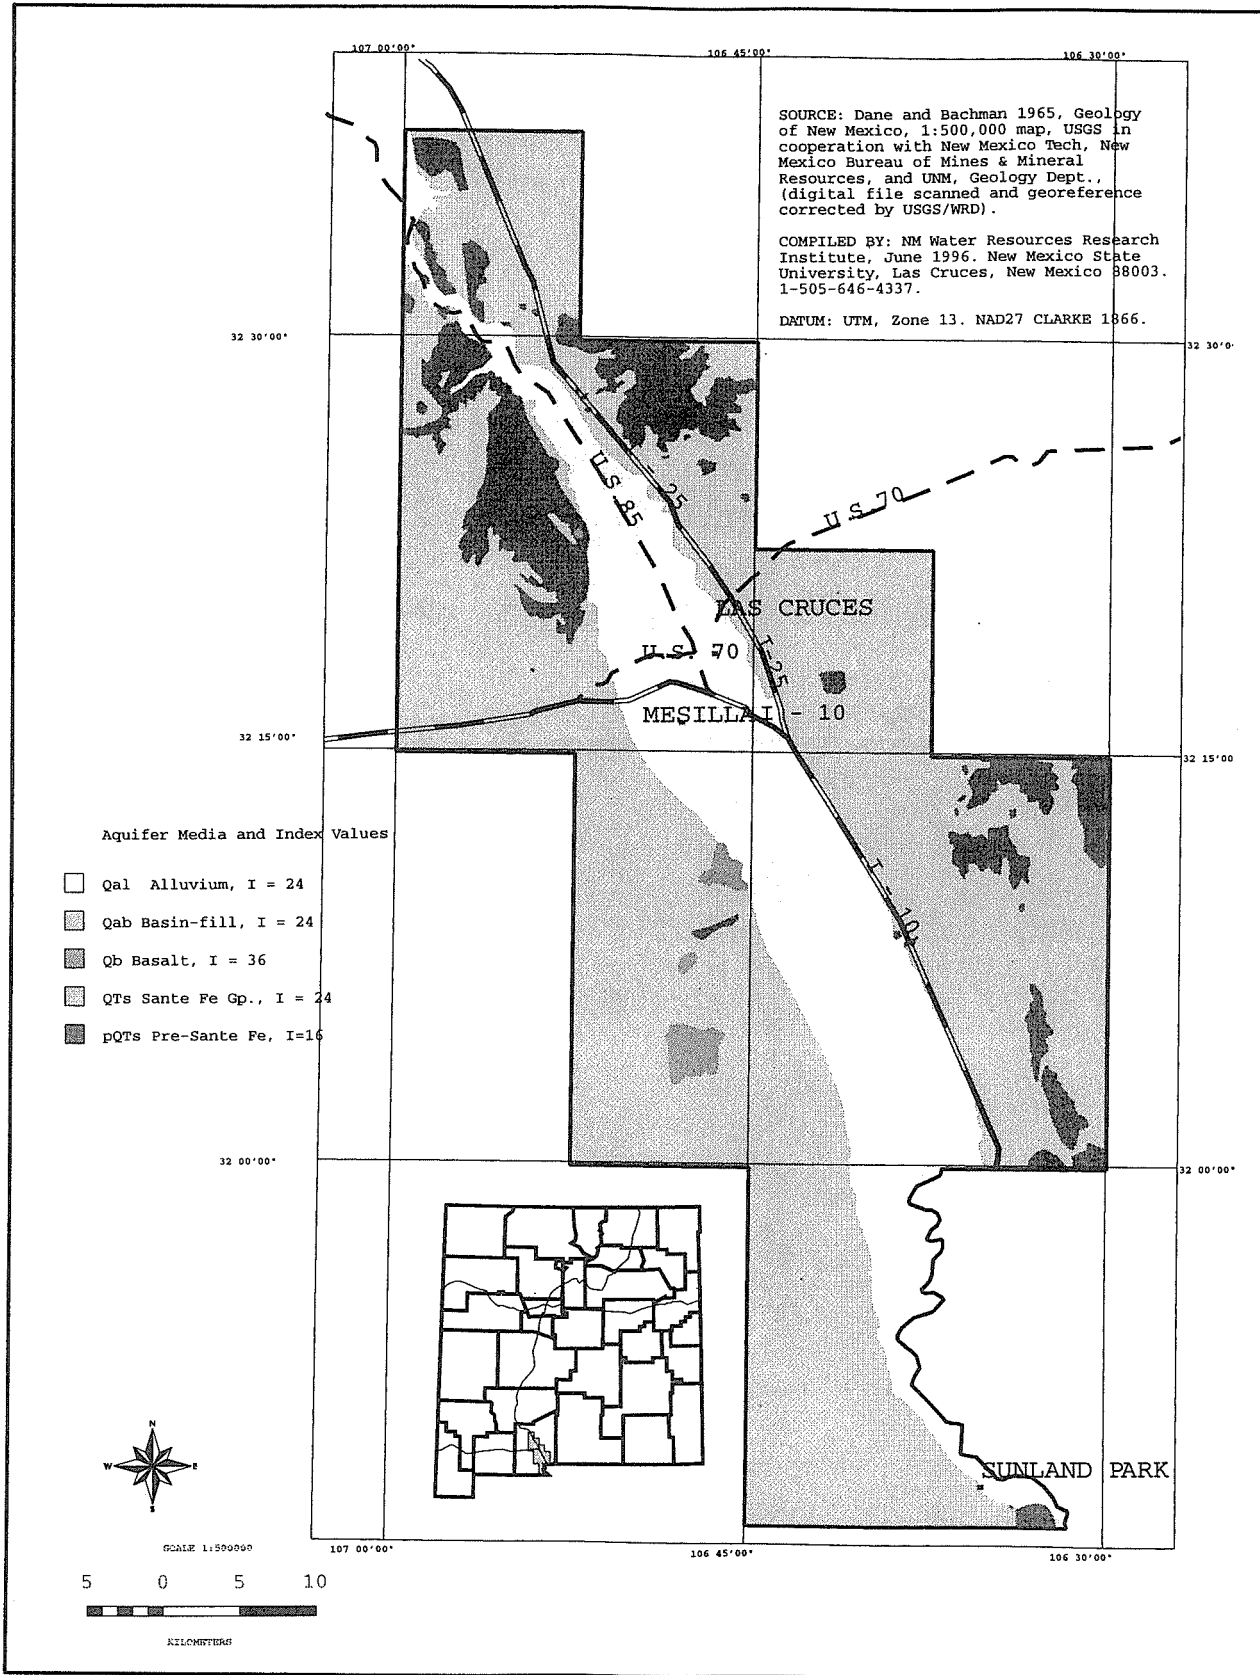 107 00'00"
106 45'00"
106 30'00"
SOURCE: Dane and Bachman 1965, Geology
of New Mexico, 1:500,000 map, USGS in
cooperation with New Mexico Tech, New
Mexico Bureau of Mines & Mineral
Resources, and UNM, Geology Dept.,
(digital file scanned and georeference
corrected by USGS/WRD).
COMPILED BY: NM Water Resources Research
Institute, June 1996. New Mexico State
University, Las Cruces, New Mexico 88003.
1-505-646-4337.
DATUM: UTM, Zone 13. NAD27 CLARKE 1866.
32 30'00"
32 30'0
I - 25
U S 85
U S 70
LAS CRUCES
U.S. 70
I-25
MESILLA I - 10
32 15'00"
32 15'00
Aquifer Media and Index Values
Qal Alluvium, I = 24
Qab Basin-fill, I = 24
Qb Basalt, I = 36
QTs Sante Fe Gp., I = 24
pQTs Pre-Sante Fe, I=16
I - 10
32 00'00"
32 00'00"
N
W
E
S
SUNLAND PARK
SCALE 1:500000
107 00'00"
106 45'00"
106 30'00"
5 0 5 10
KILOMETERS